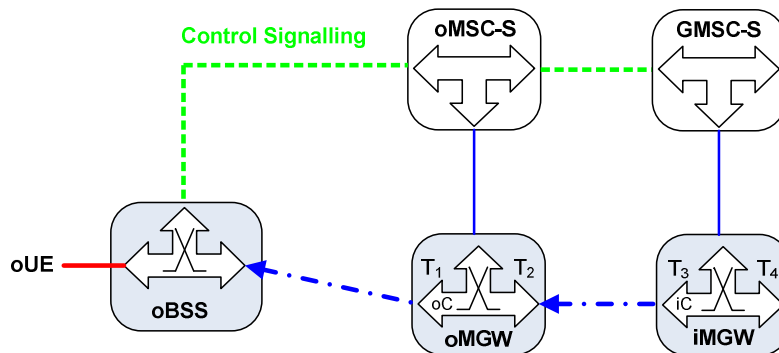 oMSC-S
GMSC-S
Control Signalling
T1
T2
T3
T4
oUE
oC
iC
oBSS
oMGW
iMGW